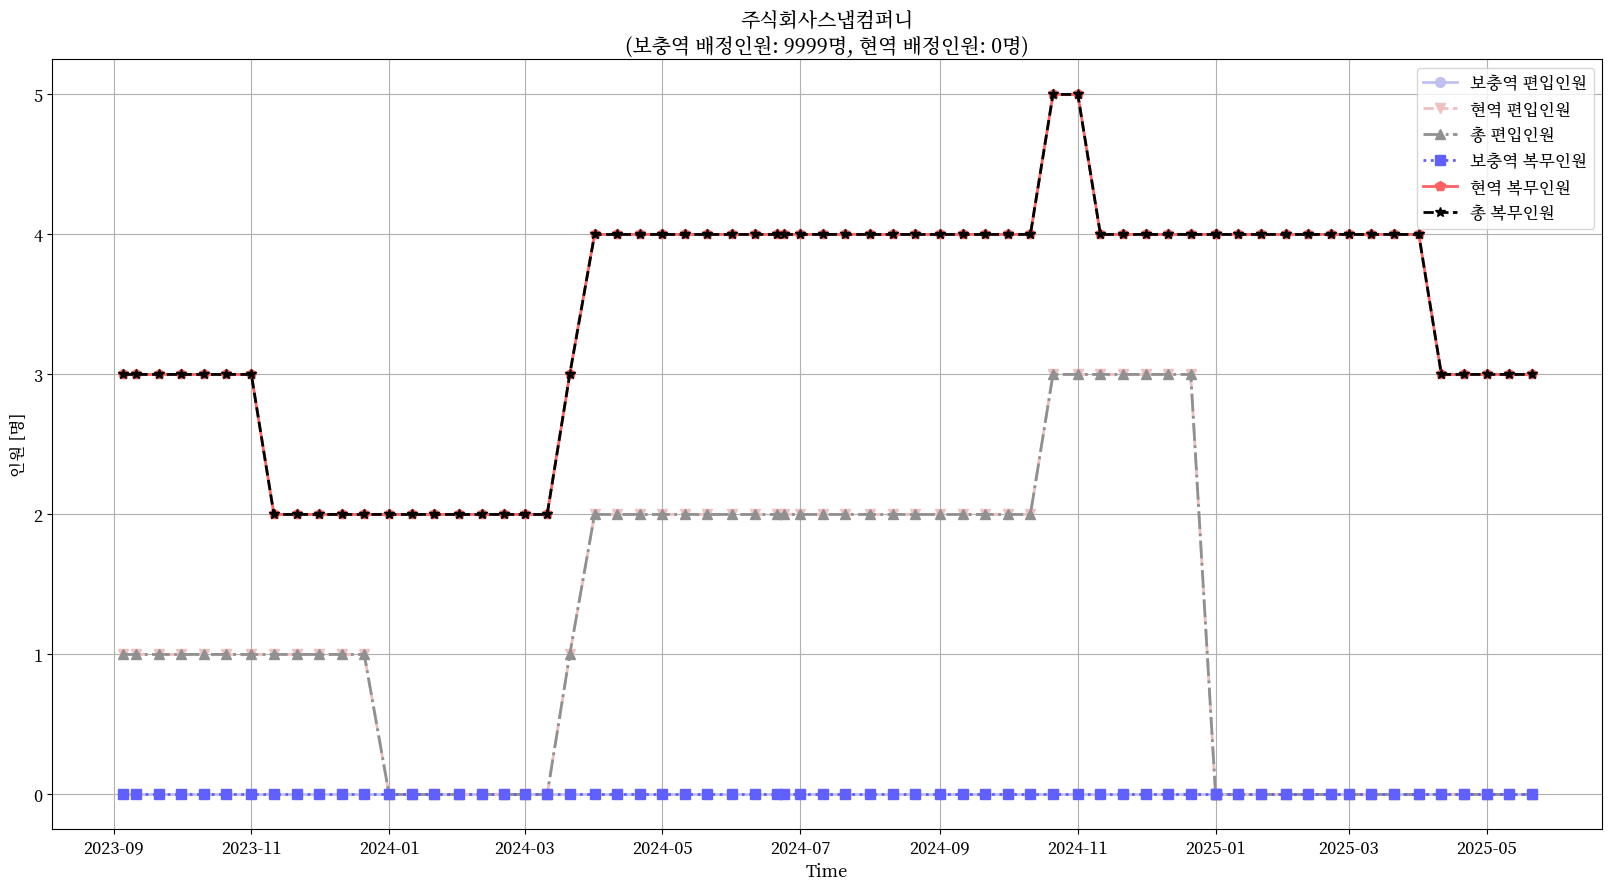 주식회사스냅컴퍼니
(보충역 배정인원: 9999명, 현역 배정인원: 0명)
보충역 편입인원
현역 편입인원
총 편입인원
보충역 복무인원
현역 복무인원
총 복무인원
인원 [명]
5
4
3
2
1
0
2023-09
2023-11
2024-01
2024-03
2024-05
2024-07
2024-09
2024-11
2025-01
2025-03
2025-05
Time